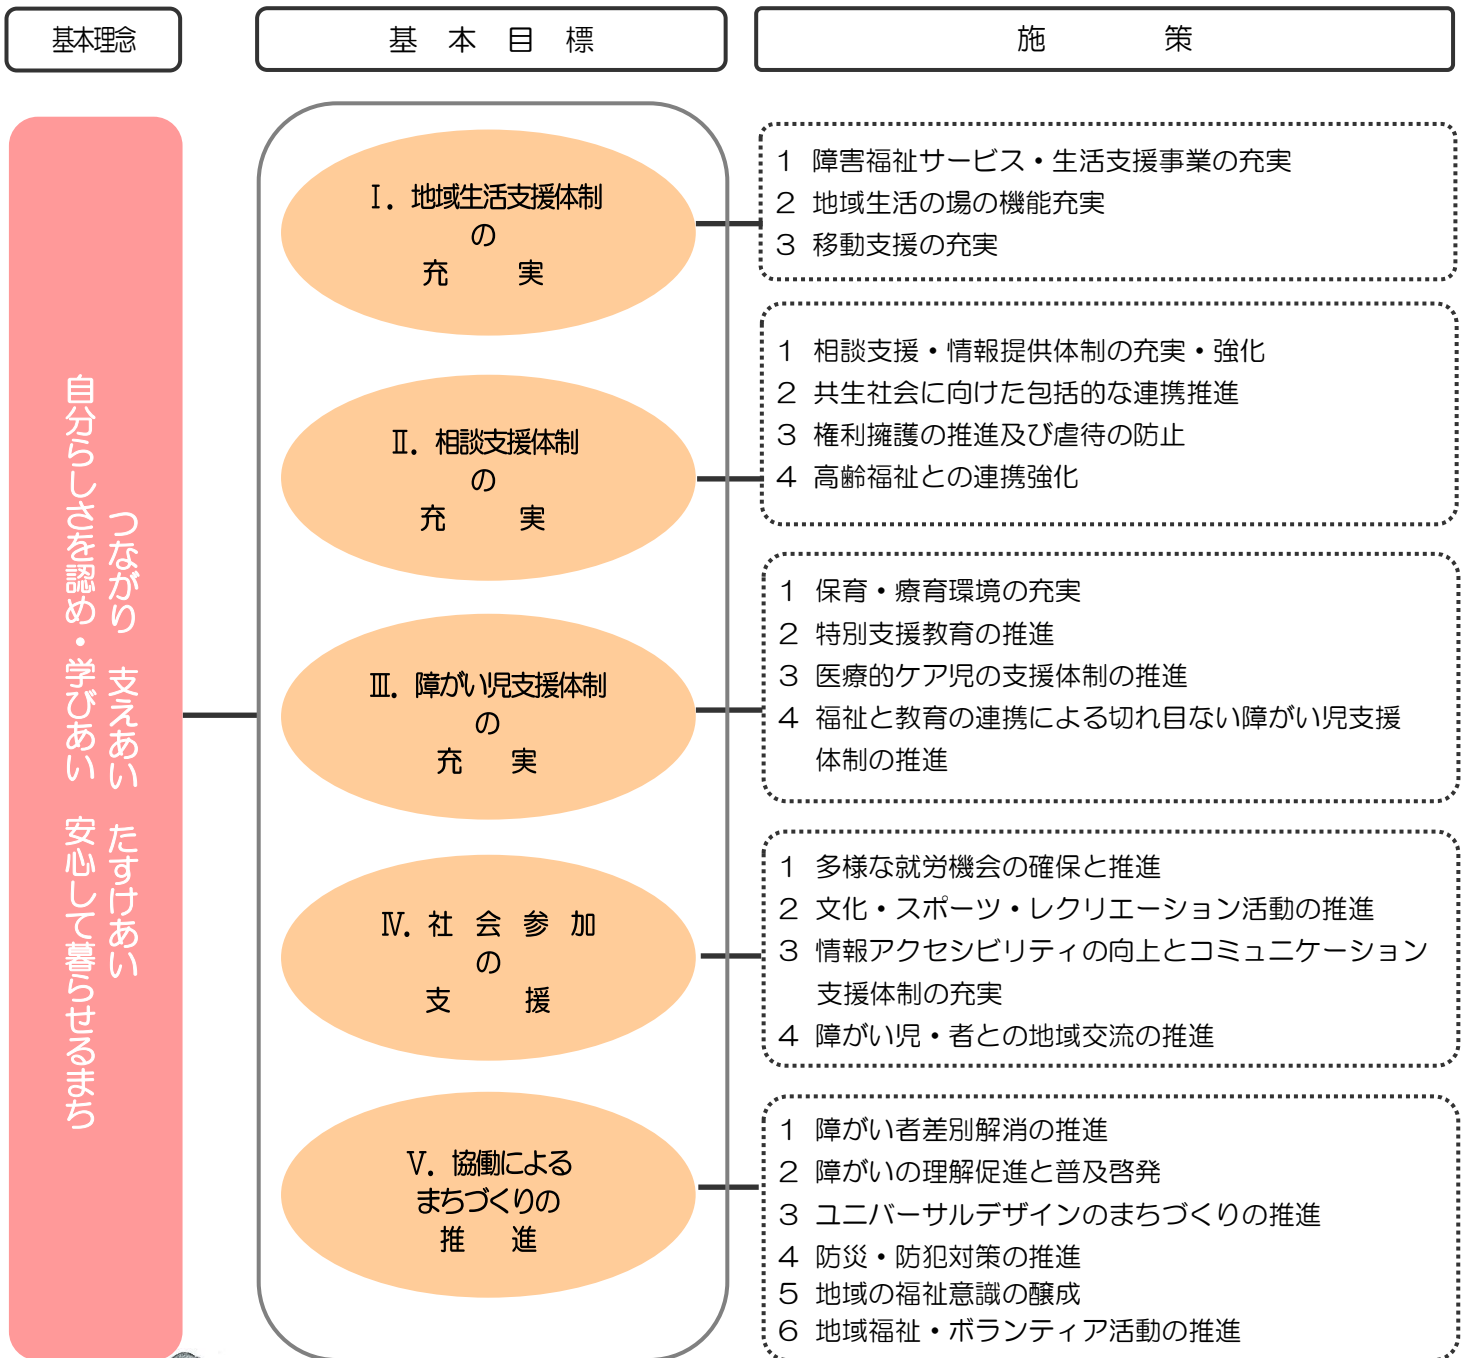 基本理念
基本目標
施策
つながり　支えあい　たすけあい
自分らしさを認め・学びあい　安心して暮らせるまち
Ⅰ．地域生活支援体制
の
充　実
1 障害福祉サービス・生活支援事業の充実
2 地域生活の場の機能充実
3 移動支援の充実
Ⅱ．相談支援体制
の
充　実
1 相談支援・情報提供体制の充実・強化
2 共生社会に向けた包括的な連携推進
3 権利擁護の推進及び虐待の防止
4 高齢福祉との連携強化
Ⅲ．障がい児支援体制
の
充　実
1 保育・療育環境の充実
2 特別支援教育の推進
3 医療的ケア児の支援体制の推進
4 福祉と教育の連携による切れ目ない障がい児支援
体制の推進
Ⅳ．社会参加
の
支　援
1 多様な就労機会の確保と推進
2 文化・スポーツ・レクリエーション活動の推進
3 情報アクセシビリティの向上とコミュニケーション
支援体制の充実
4 障がい児・者との地域交流の推進
Ⅴ．協働による
まちづくりの
推　進
1 障がい者差別解消の推進
2 障がいの理解促進と普及啓発
3 ユニバーサルデザインのまちづくりの推進
4 防災・防犯対策の推進
5 地域の福祉意識の醸成
6 地域福祉・ボランティア活動の推進